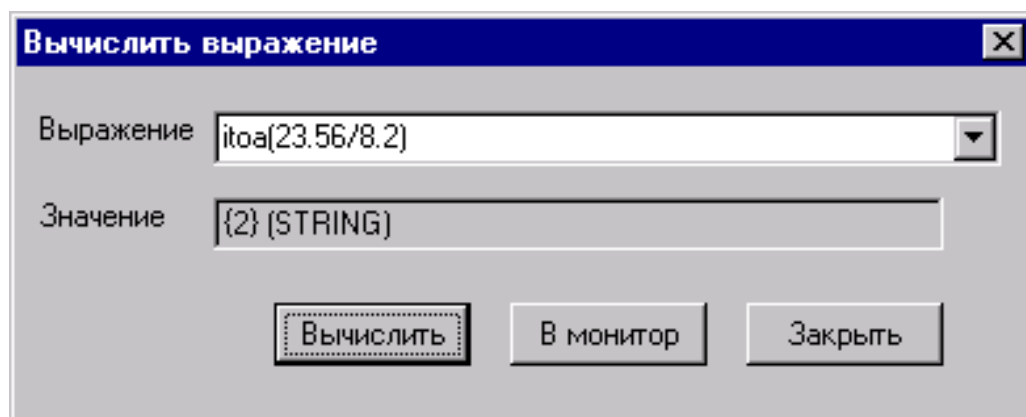 Вычислить выражение
Выражение itoa(23.56/8.2)
Значение {2} (STRING)
Вычислить В монитор Закрыть